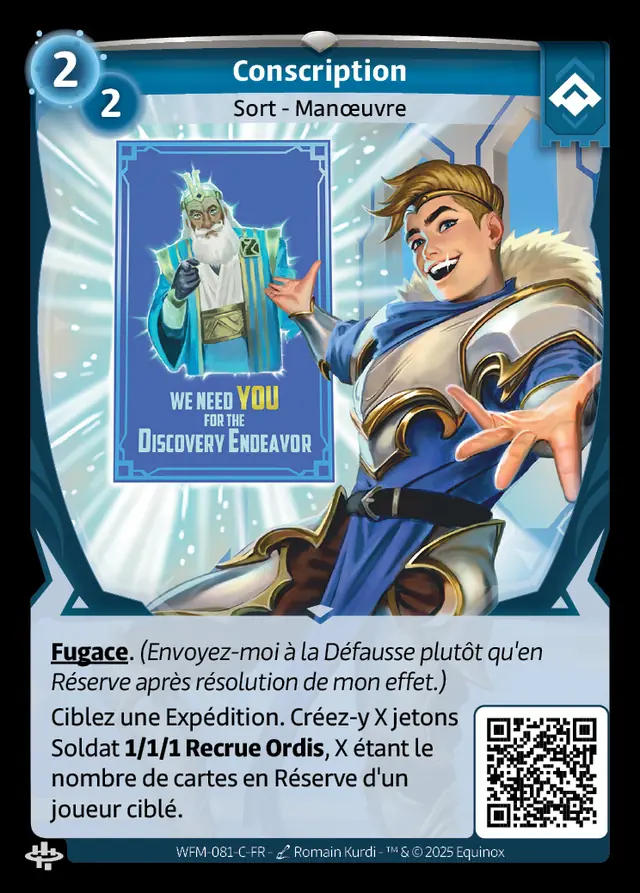 2
2
Conscription
Sort - Manœuvre
WE NEED YOU
FOR THE
DISCOVERY ENDEAVOR
Fugace. (Envoyez-moi à la Défausse plutôt qu'en
Réserve après résolution de mon effet.)
Ciblez une Expédition. Créez-y X jetons
Soldat 1/1/1 Recrue Ordis, X étant le
nombre de cartes en Réserve d'un
joueur ciblé.
WFM-081-C-FR - Romain Kurdi - ™ & © 2025 Equinox